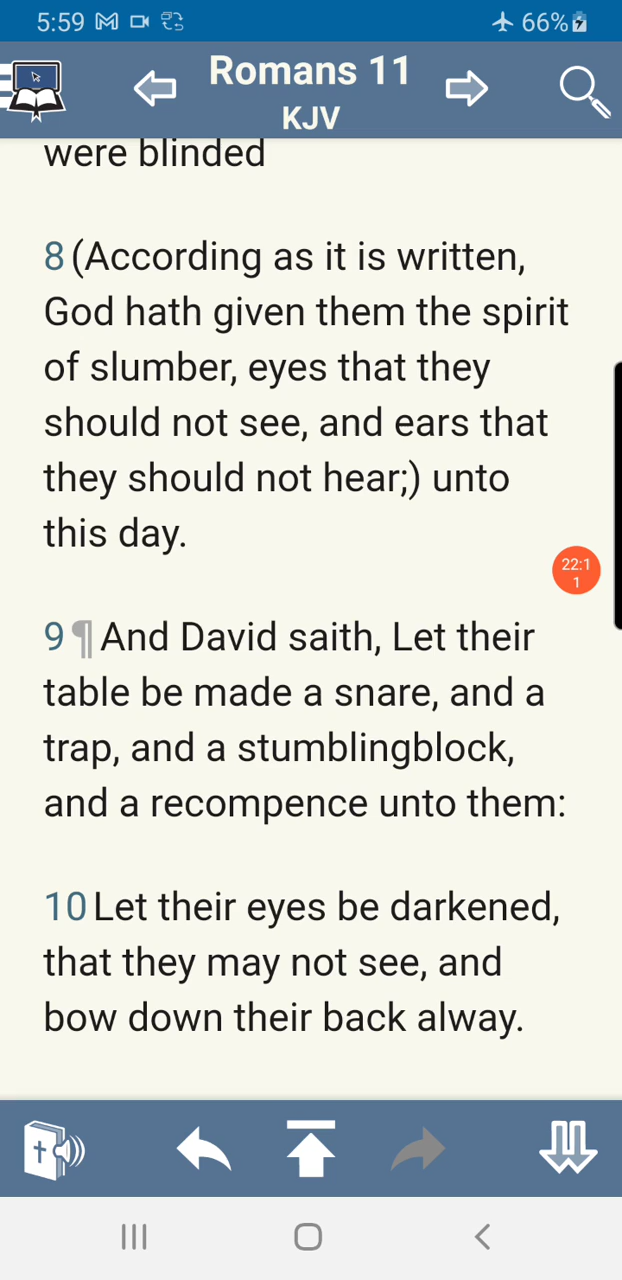 5:59 66%
Romans 11
KJV
were blinded
8 (According as it is written,
God hath given them the spirit
of slumber, eyes that they
should not see, and ears that
they should not hear;) unto
this day.
22:1
1
9 ¶ And David saith, Let their
table be made a snare, and a
trap, and a stumblingblock,
and a recompence unto them:
10 Let their eyes be darkened,
that they may not see, and
bow down their back alway.